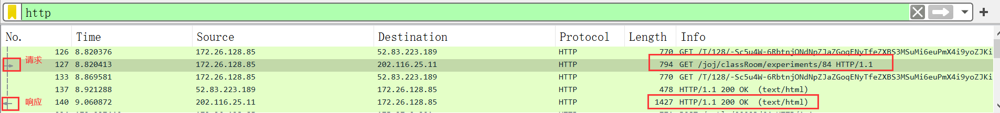 http
No. Time Source Destination Protocol Length Info
126 8.820376 172.26.128.85 52.83.223.189 HTTP 770 GET /T/128/-Sc5u4W-6RbtnjONdNpZJaZGoqENyTfeZXBS3MSuMi6euPmX4i9yoZJKi
请求
127 8.820413 172.26.128.85 202.116.25.11 HTTP 794 GET /joj/classRoom/experiments/84 HTTP/1.1
133 8.869581 172.26.128.85 52.83.223.189 HTTP 770 GET /T/128/-Sc5u4W-6RbtnjONdNpZJaZGoqENyTfeZXBS3MSuMi6euPmX4i9yoZJKi
137 8.921288 52.83.223.189 172.26.128.85 HTTP 478 HTTP/1.1 200 OK (text/html)
响应
140 9.060872 202.116.25.11 172.26.128.85 HTTP 1427 HTTP/1.1 200 OK (text/html)